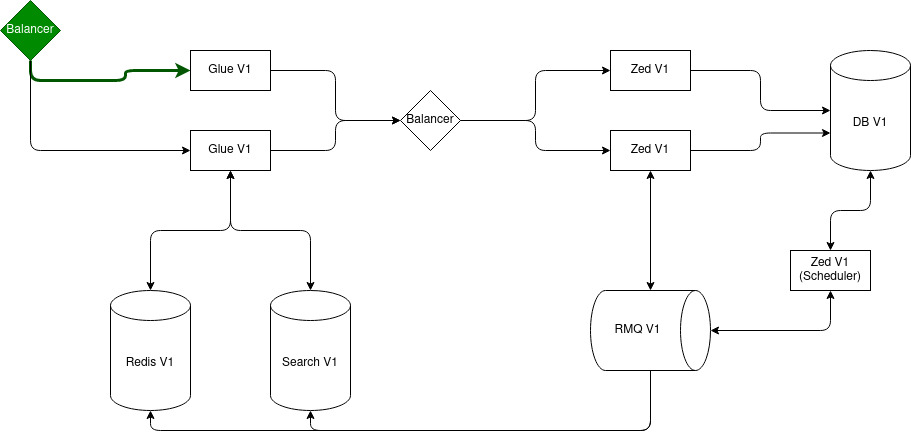 Balancer
Glue V1
Zed V1
Balancer
DB V1
Glue V1
Zed V1
Zed V1
(Scheduler)
RMQ V1
Redis V1
Search V1